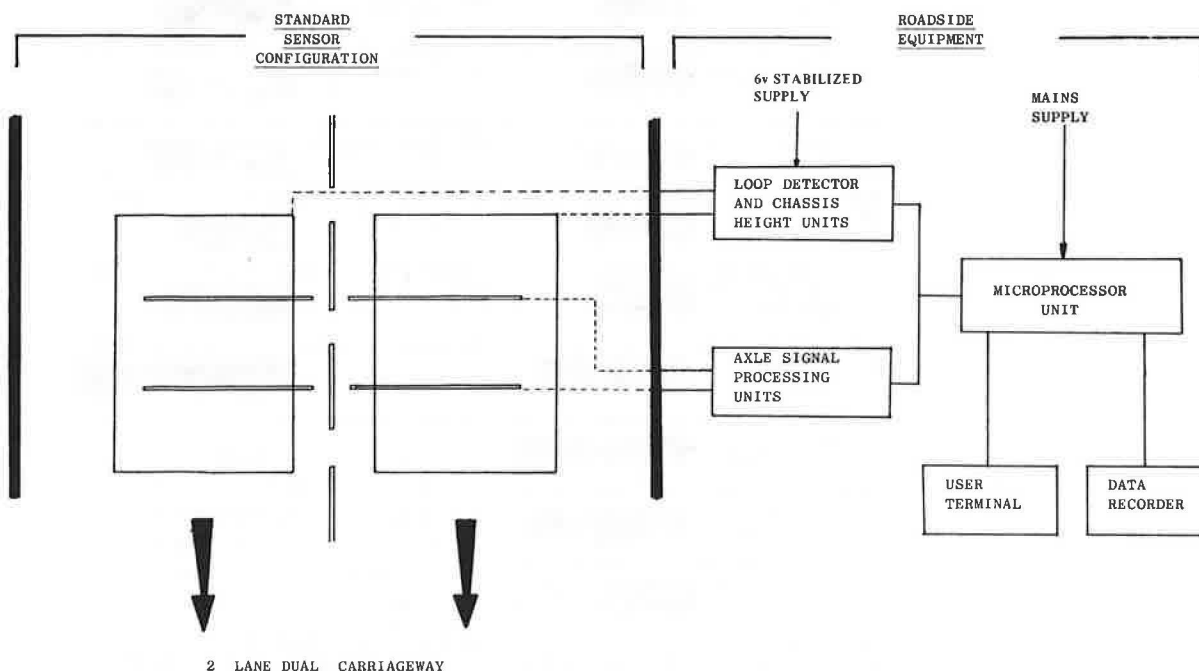 STANDARD
SENSOR
CONFIGURATION
ROADSIDE
EQUIPMENT
6v STABILIZED
SUPPLY
MAINS
SUPPLY
LOOP DETECTOR
AND CHASSIS
HEIGHT UNITS
MICROPROCESSOR
UNIT
AXLE SIGNAL
PROCESSING
UNITS
USER
TERMINAL
DATA
RECORDER
2 LANE DUAL CARRIAGEWAY